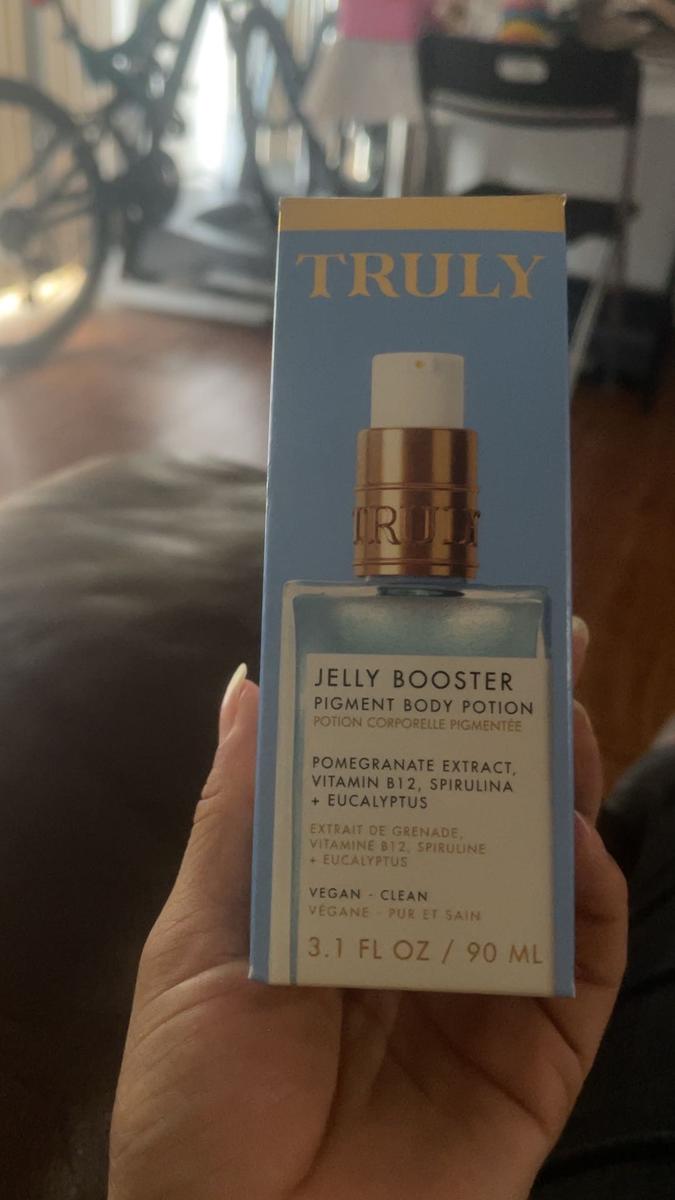 TRULY
TRULY
JELLY BOOSTER
PIGMENT BODY POTION
POTION CORPORELLE PIGMENTÉE
POMEGRANATE EXTRACT,
VITAMIN B12, SPIRULINA
+ EUCALYPTUS
EXTRAIT DE GRENADE,
VITAMINE B12, SPIRULINE
+ EUCALYPTUS
VEGAN - CLEAN
VÉGANE - PUR ET SAIN
3.1 FL OZ / 90 ML